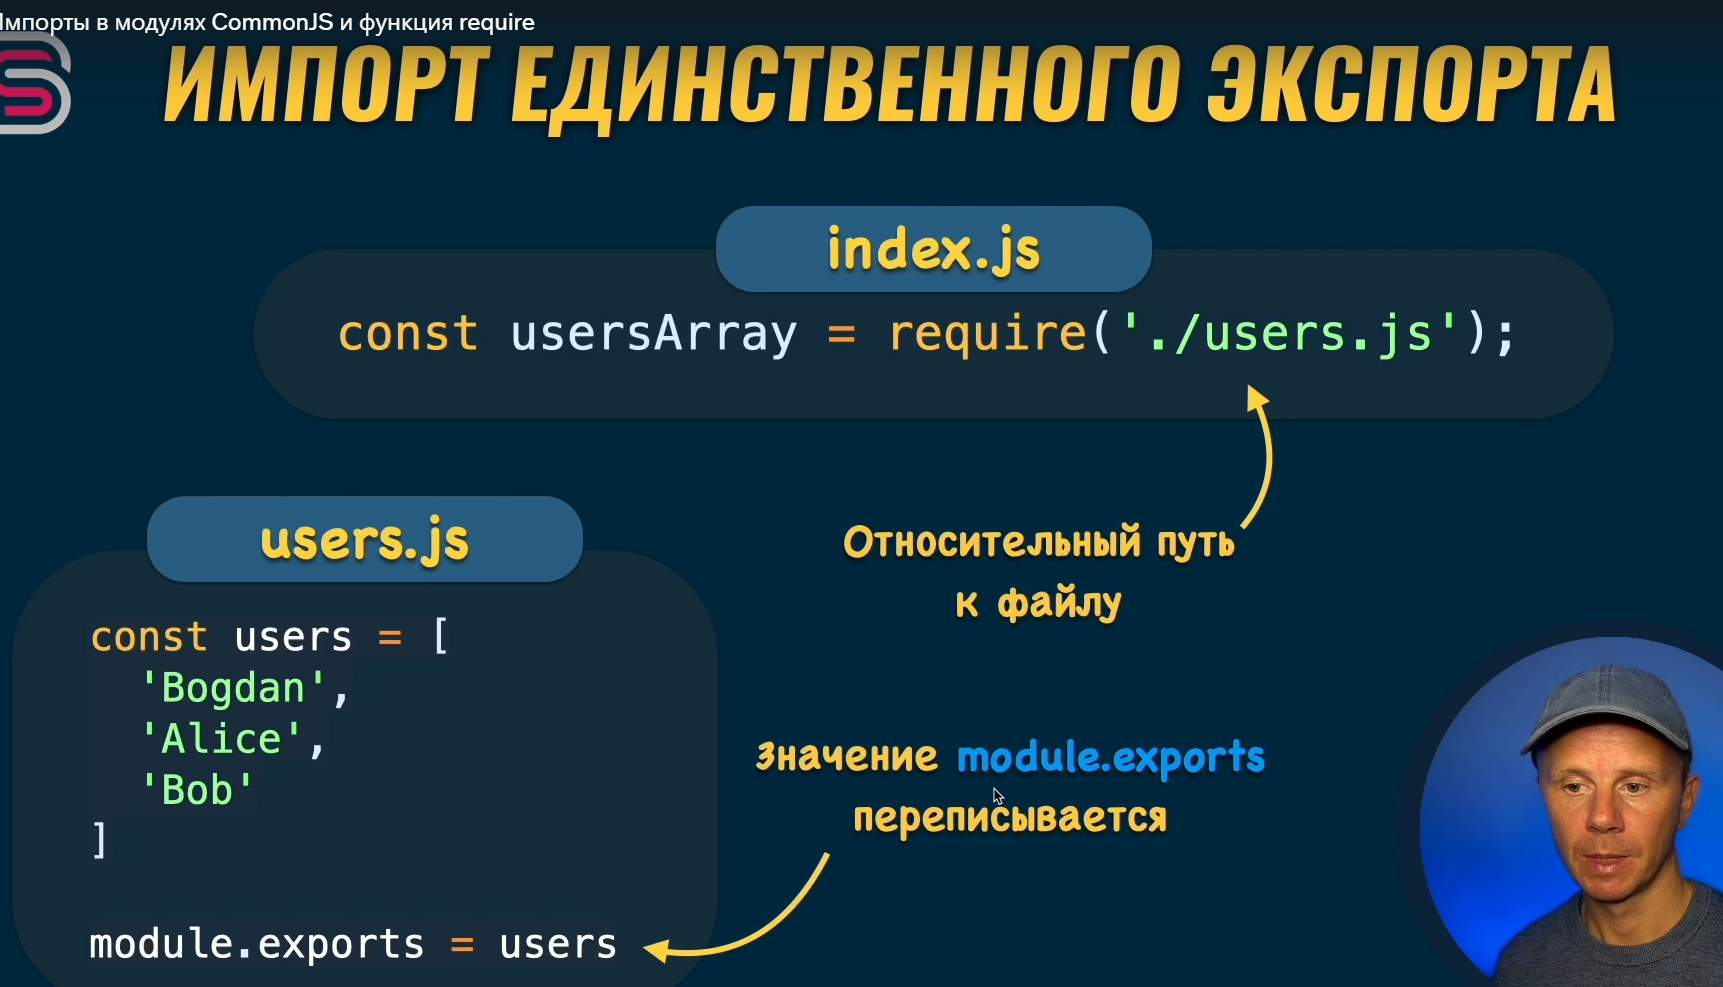 Импорты в модулях CommonJS и функция require
ИМПОРТ ЕДИНСТВЕННОГО ЭКСПОРТА
index.js
const usersArray = require('./users.js');
Относительный путь
к файлу
users.js
const users = [
'Bogdan',
'Alice',
'Bob'
]
module.exports = users
Значение module.exports
переписывается